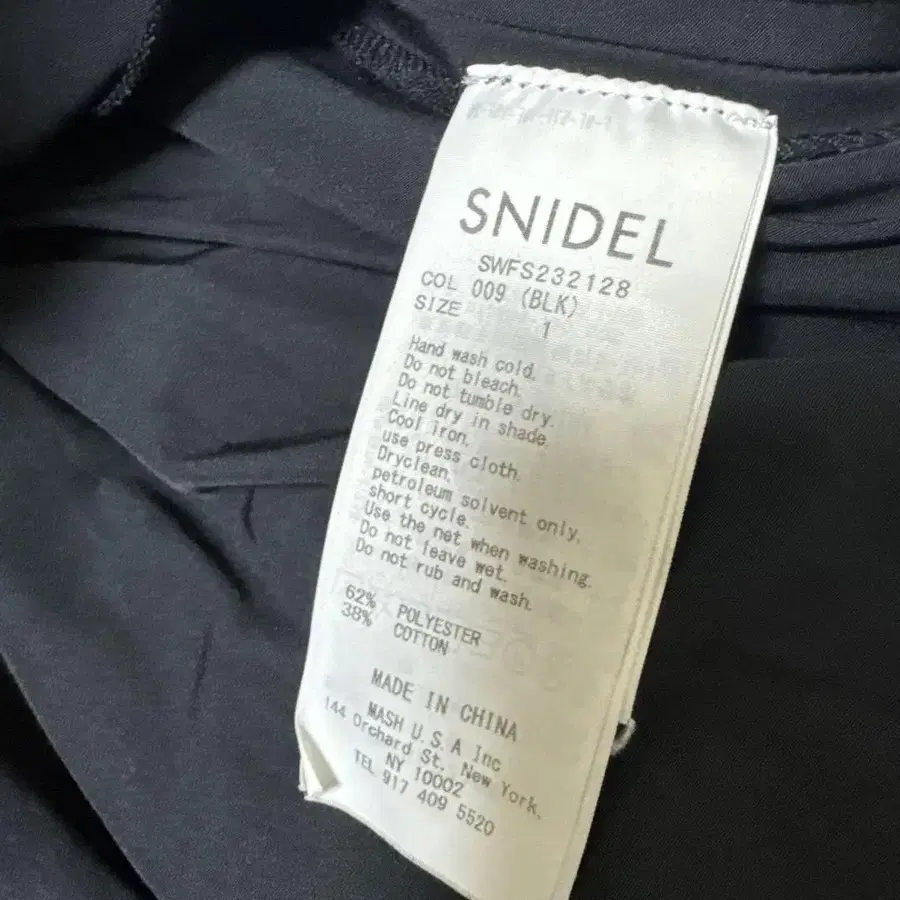 SNIDEL
SWFS232128
COL 009 (BLK)
SIZE 1
Hand wash cold.
Do not bleach.
Do not tumble dry.
Line dry in shade.
Cool iron.
use press cloth.
Dryclean.
petroleum solvent only.
short cycle.
Use the net when washing.
Do not leave wet.
Do not rub and wash.
62% POLYESTER
38% COTTON
MADE IN CHINA
MASH U.S.A Inc
144 Orchard St. New York.
NY 10002
TEL 917 409 5520